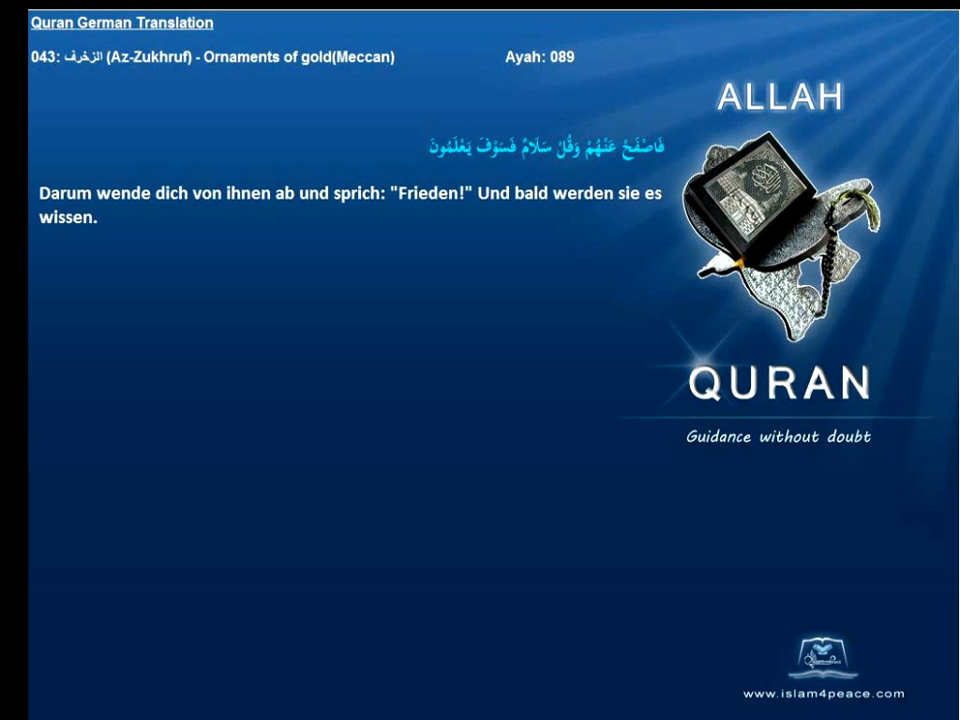 Quran German Translation
043: الزخرف (Az-Zukhruf) - Ornaments of gold(Meccan) Ayah: 089
ALLAH
فَاصْفَحْ عَنْهُمْ وَقُلْ سَلَامٌ فَسَوْفَ يَعْلَمُونَ
Darum wende dich von ihnen ab und sprich: "Frieden!" Und bald werden sie es
wissen.
QURAN
Guidance without doubt
www.islam4peace.com